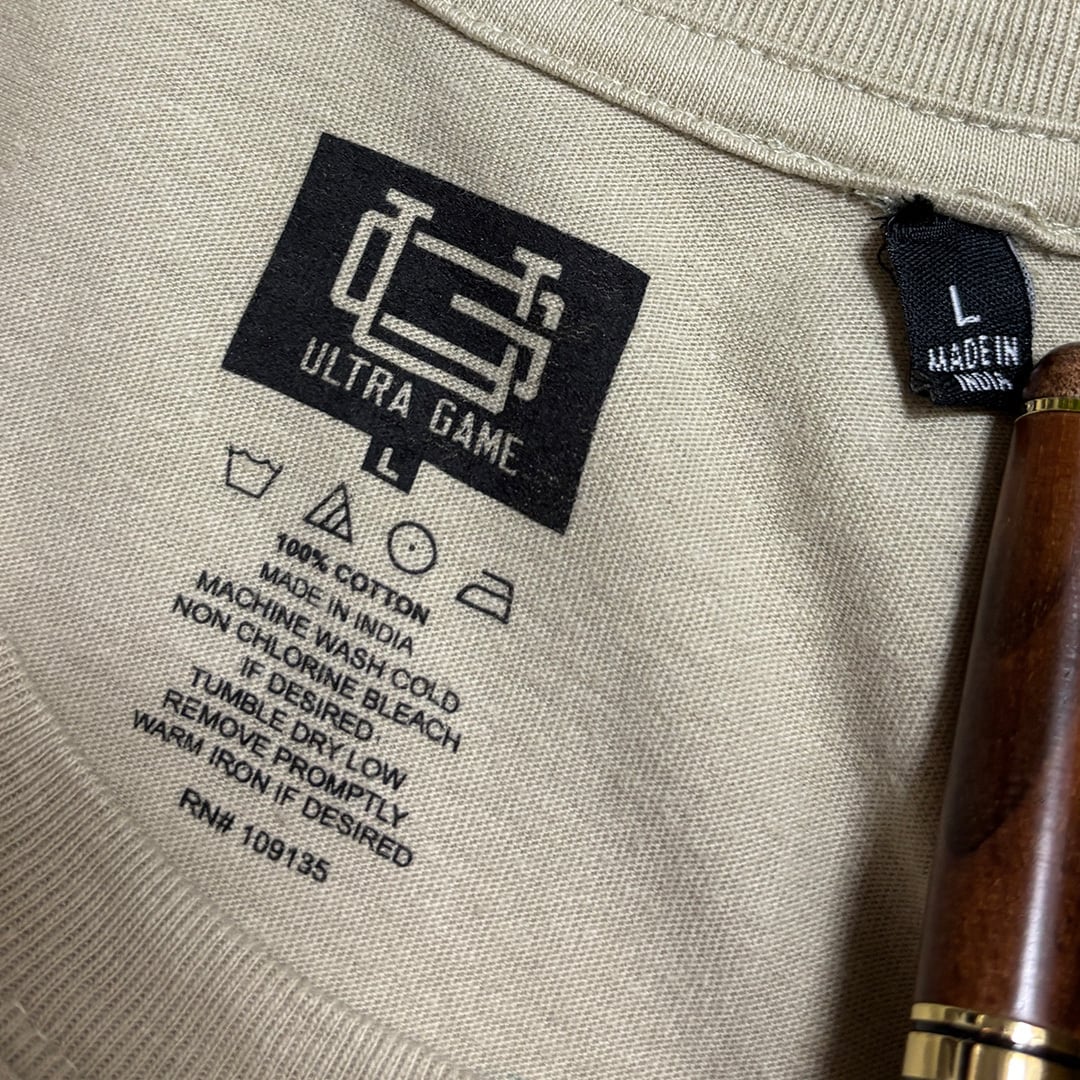 UG
ULTRA GAME
L
100% COTTON
MADE IN INDIA
MACHINE WASH COLD
NON CHLORINE BLEACH
IF DESIRED
TUMBLE DRY LOW
REMOVE PROMPTLY
WARM IRON IF DESIRED
RN# 109135
L
MADE IN
INDIA